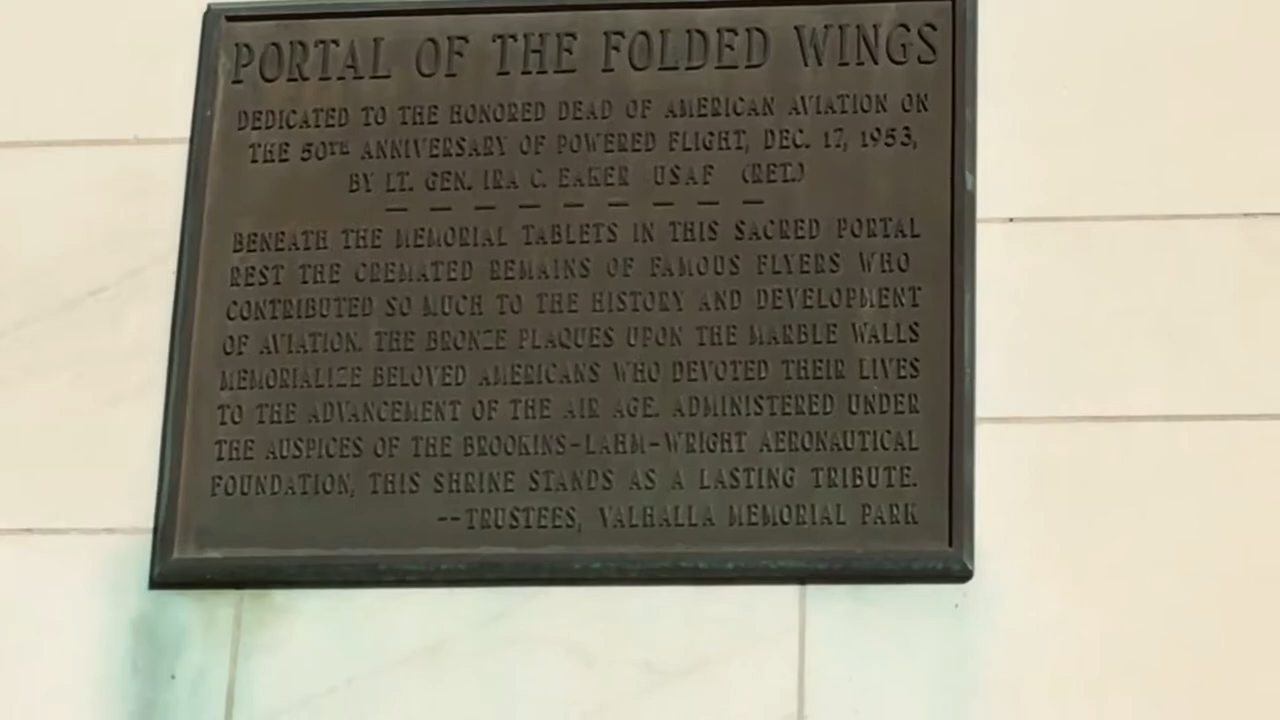 PORTAL OF THE FOLDED WINGS
DEDICATED TO THE HONORED DEAD OF AMERICAN AVIATION ON
THE 50TH ANNIVERSARY OF POWERED FLIGHT, DEC. 17, 1953,
BY LT. GEN. IRA C. EAKER USAF (RET.)
BENEATH THE MEMORIAL TABLETS IN THIS SACRED PORTAL
REST THE CREMATED REMAINS OF FAMOUS FLYERS WHO
CONTRIBUTED SO MUCH TO THE HISTORY AND DEVELOPMENT
OF AVIATION. THE BRONZE PLAQUES UPON THE MARBLE WALLS
MEMORIALIZE BELOVED AMERICANS WHO DEVOTED THEIR LIVES
TO THE ADVANCEMENT OF THE AIR AGE. ADMINISTERED UNDER
THE AUSPICES OF THE BROOKINS-LAHM-WRIGHT AERONAUTICAL
FOUNDATION, THIS SHRINE STANDS AS A LASTING TRIBUTE.
--TRUSTEES, VALHALLA MEMORIAL PARK